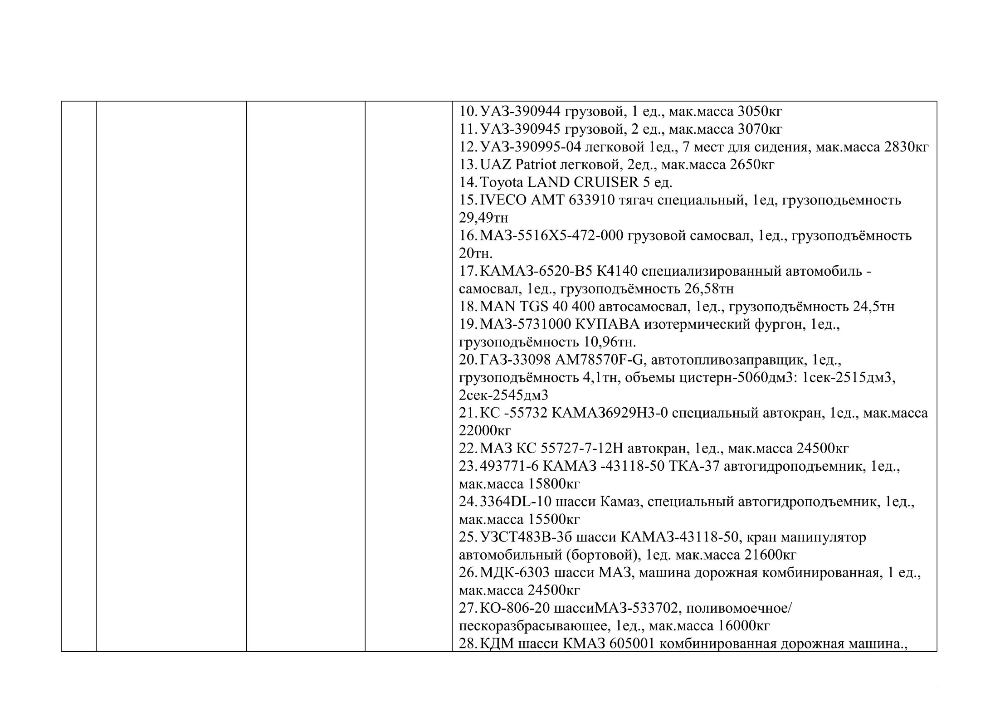 10. УАЗ-390944 грузовой, 1 ед., мак.масса 3050кг
11. УАЗ-390945 грузовой, 2 ед., мак.масса 3070кг
12. УАЗ-390995-04 легковой 1ед., 7 мест для сидения, мак.масса 2830кг
13. UAZ Patriot легковой, 2ед., мак.масса 2650кг
14. Toyota LAND CRUISER 5 ед.
15. IVECO AMT 633910 тягач специальный, 1ед, грузоподьемность
29,49тн
16. МАЗ-5516Х5-472-000 грузовой самосвал, 1ед., грузоподъёмность
20тн.
17. КАМАЗ-6520-В5 К4140 специализированный автомобиль -
самосвал, 1ед., грузоподъёмность 26,58тн
18. MAN TGS 40 400 автосамосвал, 1ед., грузоподъёмность 24,5тн
19. МАЗ-5731000 КУПАВА изотермический фургон, 1ед.,
грузоподъёмность 10,96тн.
20. ГАЗ-33098 АМ78570F-G, автотопливозаправщик, 1ед.,
грузоподъёмность 4,1тн, объемы цистерн-5060дм3: 1сек-2515дм3,
2сек-2545дм3
21. КС -55732 КАМАЗ6929Н3-0 специальный автокран, 1ед., мак.масса
22000кг
22. МАЗ КС 55727-7-12Н автокран, 1ед., мак.масса 24500кг
23. 493771-6 КАМАЗ -43118-50 ТКА-37 автогидроподъемник, 1ед.,
мак.масса 15800кг
24. 3364DL-10 шасси Камаз, специальный автогидроподъемник, 1ед.,
мак.масса 15500кг
25. УЗСТ483В-3б шасси КАМАЗ-43118-50, кран манипулятор
автомобильный (бортовой), 1ед. мак.масса 21600кг
26. МДК-6303 шасси МАЗ, машина дорожная комбинированная, 1 ед.,
мак.масса 24500кг
27. КО-806-20 шассиМАЗ-533702, поливомоечное/
пескоразбрасывающее, 1ед., мак.масса 16000кг
28. КДМ шасси КМАЗ 605001 комбинированная дорожная машина.,